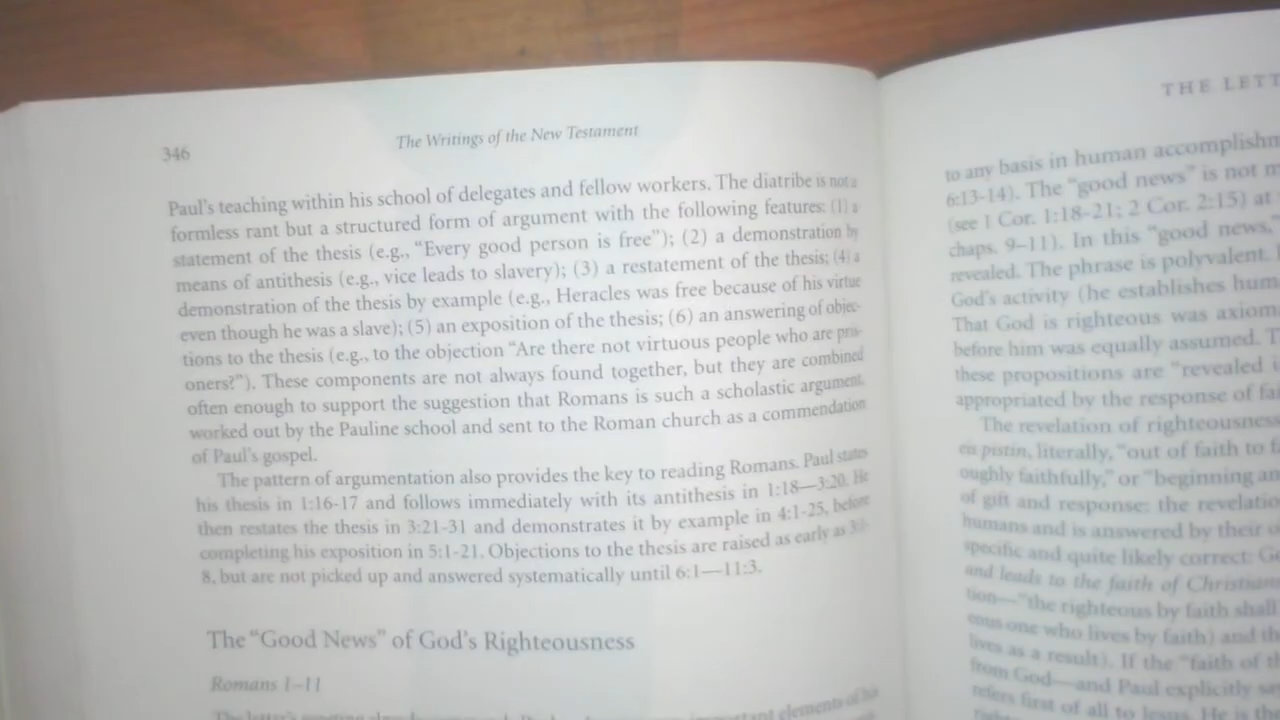 346
The Writings of the New Testament
Paul's teaching within his school of delegates and fellow workers. The diatribe is not a
formless rant but a structured form of argument with the following features: (1) a
statement of the thesis (e.g., “Every good person is free”); (2) a demonstration by
means of antithesis (e.g., vice leads to slavery); (3) a restatement of the thesis; (4) a
demonstration of the thesis by example (e.g., Heracles was free because of his virtue
even though he was a slave); (5) an exposition of the thesis; (6) an answering of objec-
tions to the thesis (e.g., to the objection “Are there not virtuous people who are pris-
oners?”). These components are not always found together, but they are combined
often enough to support the suggestion that Romans is such a scholastic argument,
worked out by the Pauline school and sent to the Roman church as a commendation
of Paul's gospel.
The pattern of argumentation also provides the key to reading Romans. Paul states
his thesis in 1:16-17 and follows immediately with its antithesis in 1:18—3:20. He
then restates the thesis in 3:21-31 and demonstrates it by example in 4:1-25, before
completing his exposition in 5:1-21. Objections to the thesis are raised as early as
8, but are not picked up and answered systematically until 6:1—11:3.
The “Good News” of God's Righteousness
Romans 1–11
important elements of his
THE LETT
to any basis in human accomplishm
6:13-14). The “good news” is not m
(see 1 Cor. 1:18-21; 2 Cor. 2:15) at
chaps. 9–11). In this “good news,”
revealed. The phrase is polyvalent.
God's activity (he establishes hum
That God is righteous was axiom
before him was equally assumed. T
these propositions are “revealed i
appropriated by the response of fai
The revelation of righteousness
eis pistin, literally, “out of faith to f
oughly faithfully,” or “beginning an
of gift and response: the revelatio
humans and is answered by their o
specific and quite likely correct: Go
and leads to the faith of Christians
tion—“the righteous by faith shall
eous one who lives by faith) and th
lives as a result). If the “faith of th
from God—and Paul explicitly say
refers first of all to Jesus. He is the